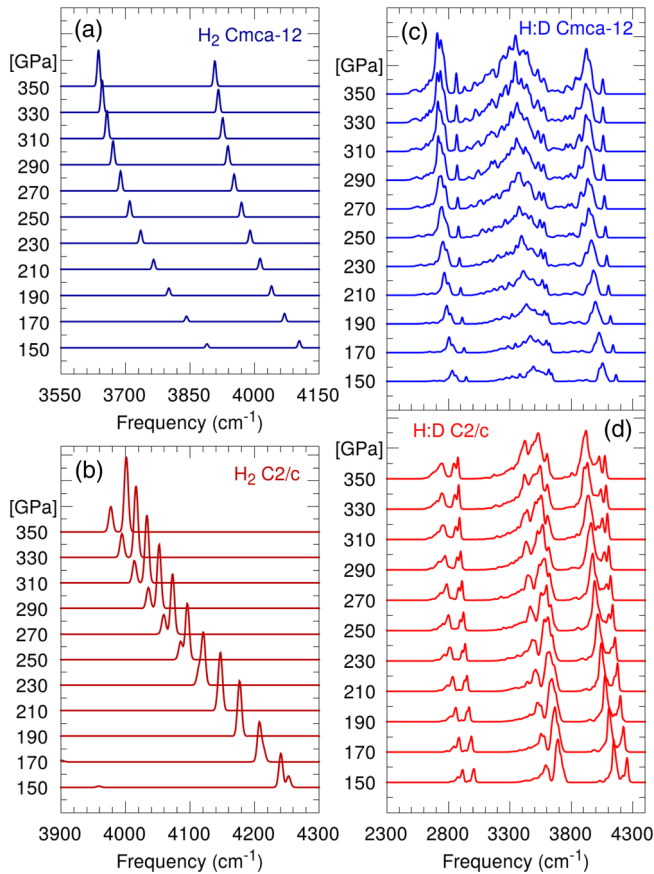 (a)
H₂ Cmca-12
[GPa]
350
330
310
290
270
250
230
210
190
170
150
3550 3700 3850 4000 4150
Frequency (cm⁻¹)
(b)
H₂ C2/c
[GPa]
350
330
310
290
270
250
230
210
190
170
150
3900 4000 4100 4200 4300
Frequency (cm⁻¹)
(c)
H:D Cmca-12
[GPa]
350
330
310
290
270
250
230
210
190
170
150
H:D C2/c
(d)
[GPa]
350
330
310
290
270
250
230
210
190
170
150
2300 2800 3300 3800 4300
Frequency (cm⁻¹)